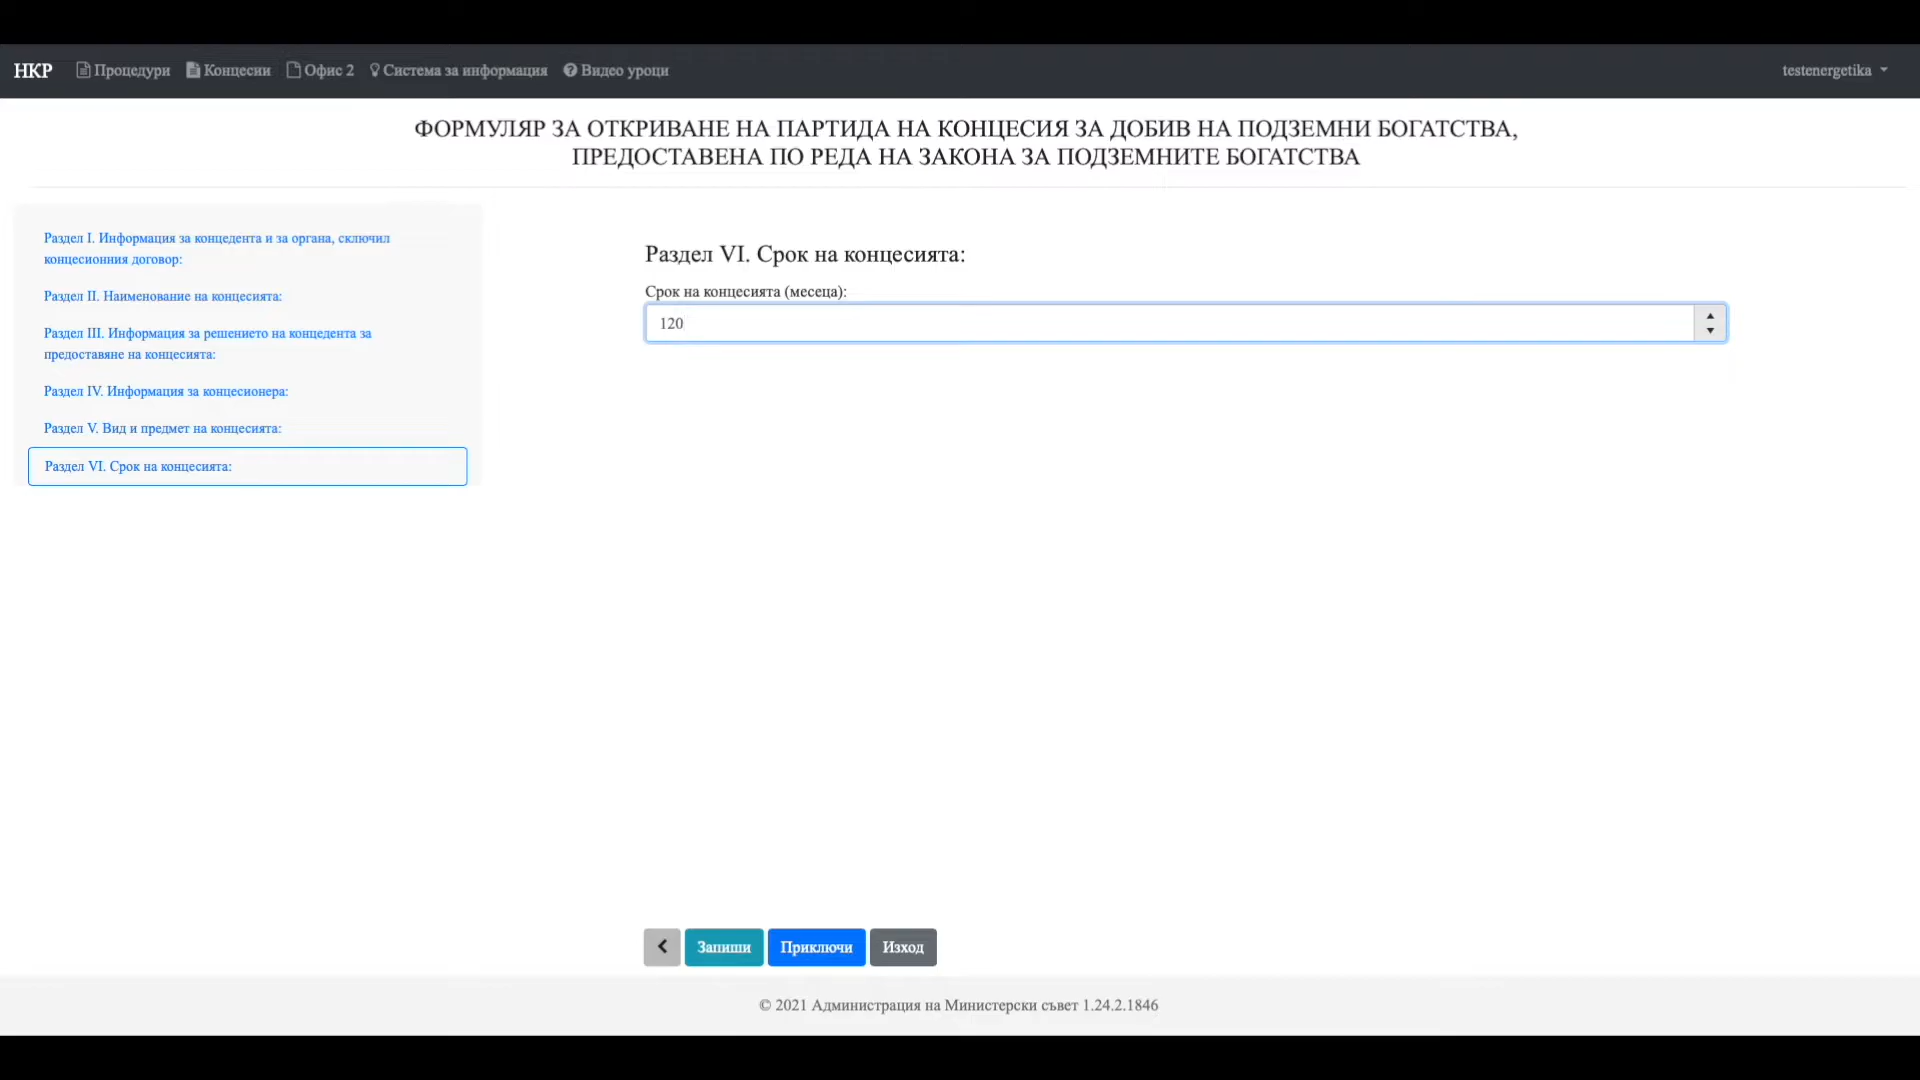 НКР Процедури Концесии Офис 2 Система за информация Видео уроци testenergetika
ФОРМУЛЯР ЗА ОТКРИВАНЕ НА ПАРТИДА НА КОНЦЕСИЯ ЗА ДОБИВ НА ПОДЗЕМНИ БОГАТСТВА,
ПРЕДОСТАВЕНА ПО РЕДА НА ЗАКОНА ЗА ПОДЗЕМНИТЕ БОГАТСТВА
Раздел I. Информация за концедента и за органа, сключил
концесионния договор:
Раздел II. Наименование на концесията:
Раздел III. Информация за решението на концедента за
предоставяне на концесията:
Раздел IV. Информация за концесионера:
Раздел V. Вид и предмет на концесията:
Раздел VI. Срок на концесията:
Раздел VI. Срок на концесията:
Срок на концесията (месеца):
120
Запиши Приключи Изход
© 2021 Администрация на Министерски съвет 1.24.2.1846